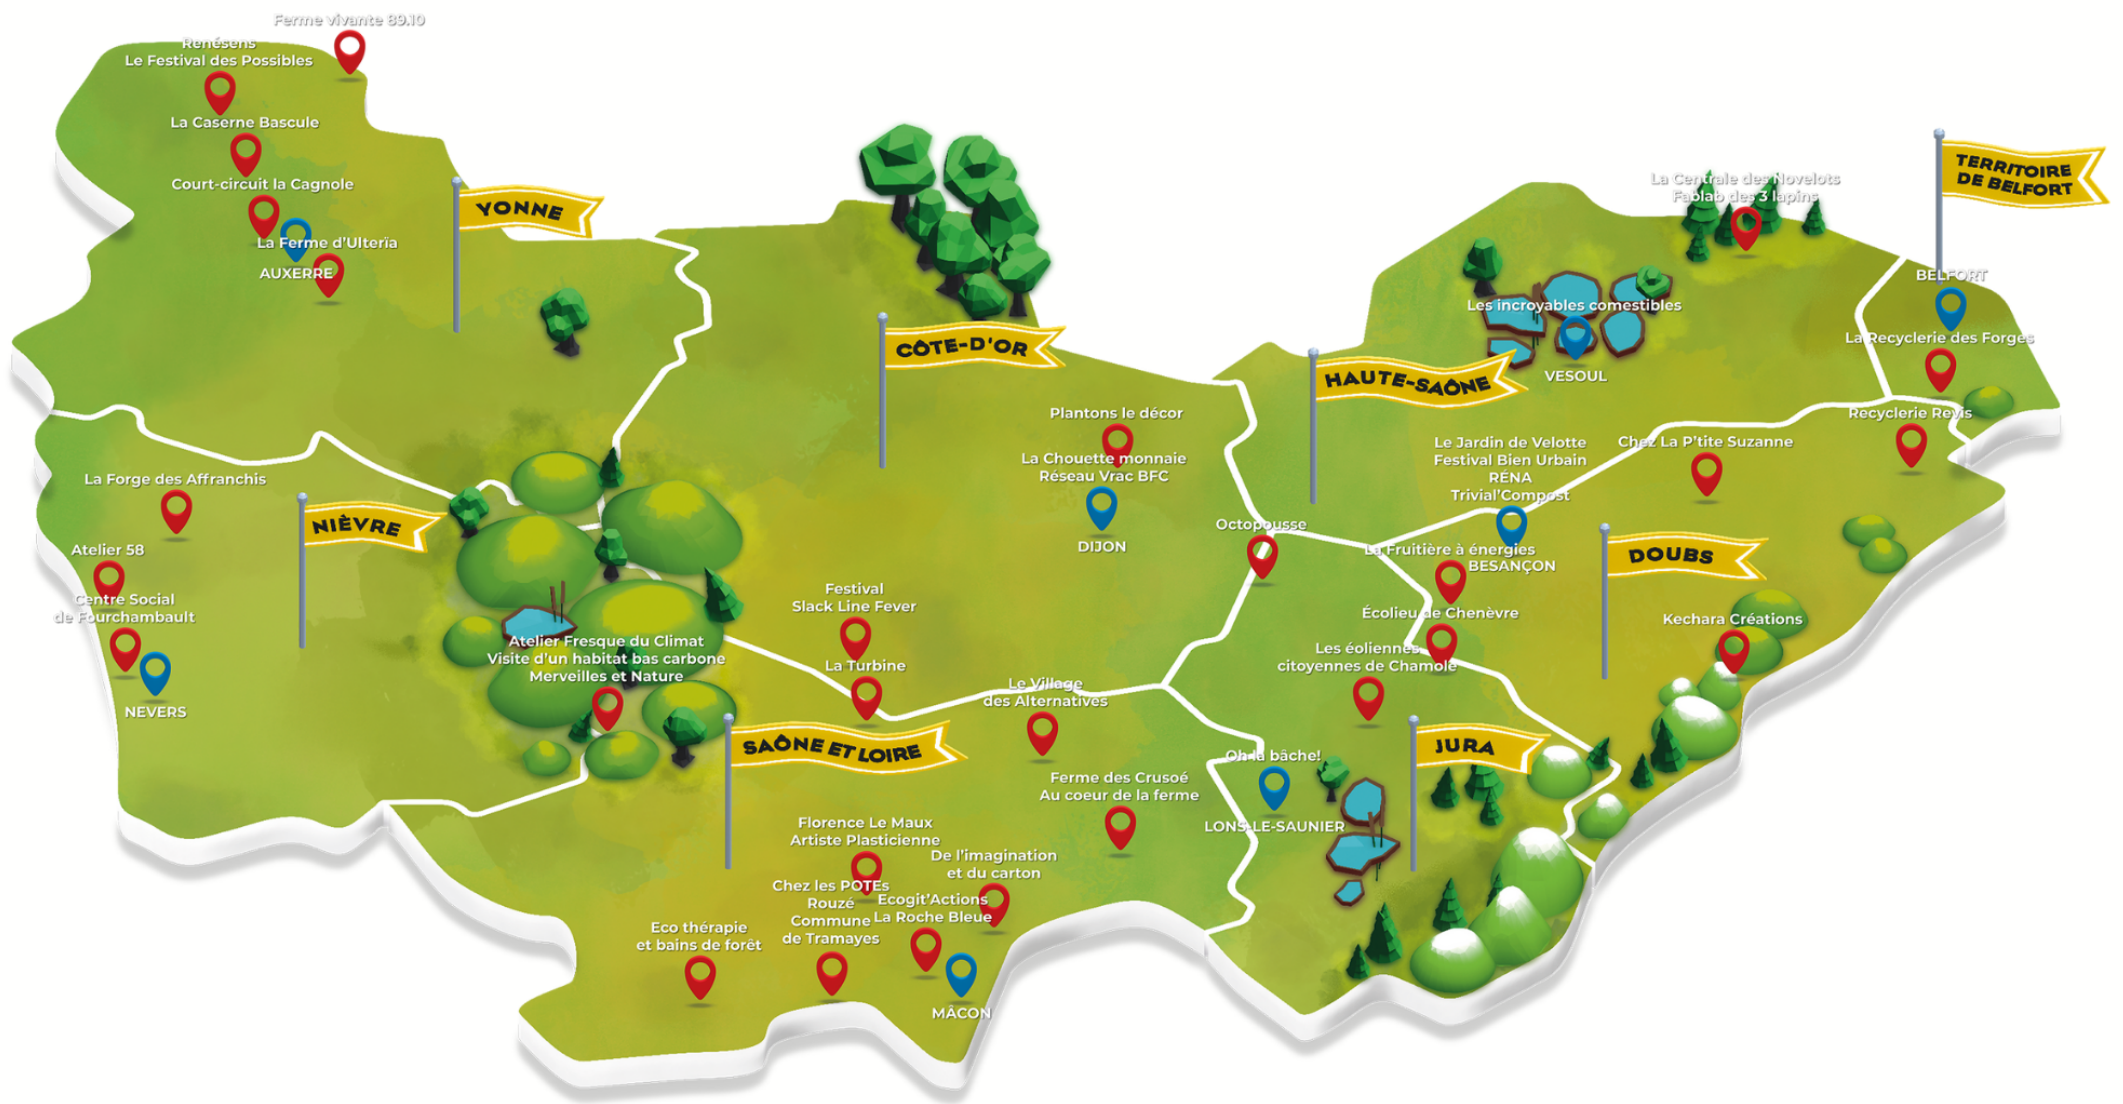 Ferme vivante 89.10
Renésens
Le Festival des Possibles
La Caserne Bascule
Court-circuit la Cagnole
La Ferme d'Ulterïa
AUXERRE
YONNE
CÔTE-D'OR
Plantons le décor
La Chouette monnaie
Réseau Vrac BFC
DIJON
Festival
Slack Line Fever
La Turbine
HAUTE-SAÔNE
La Centrale des Novelots
Fablab des 3 lapins
Les incroyables comestibles
VESOUL
TERRITOIRE
DE BELFORT
BELFORT
La Recyclerie des Forges
Recyclerie Revis
Chez La P'tite Suzanne
Le Jardin de Velotte
Festival Bien Urbain
RÉNA
Trivial'Compost
BESANÇON
La Fruitière à énergies
DOUBS
Kechara Créations
Octopousse
Écolieu de Chenèvre
Les éoliennes
citoyennes de Chamole
JURA
Oh la bâche!
LONS-LE-SAUNIER
La Forge des Affranchis
NIÈVRE
Atelier 58
Centre Social
de Fourchambault
NEVERS
Atelier Fresque du Climat
Visite d'un habitat bas carbone
Merveilles et Nature
SAÔNE ET LOIRE
Le Village
des Alternatives
Ferme des Crusoé
Au coeur de la ferme
Florence Le Maux
Artiste Plasticienne
De l'imagination
et du carton
Chez les POTEs
Rouzé
Commune
de Tramayes
Ecogit'Actions
La Roche Bleue
Eco thérapie
et bains de forêt
MÂCON